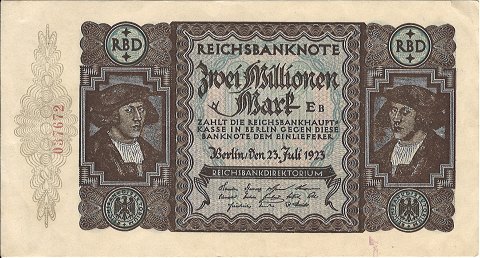 RBD
REICHSBANKNOTE
RBD
Zwei Millionen
Mark
EB
ZAHLT DIE REICHSBANKHAUPT-
KASSE IN BERLIN GEGEN DIESE
BANKNOTE DEM EINLIEFERER
Berlin, den 23. Juli 1923
REICHSBANKDIREKTORIUM
037672